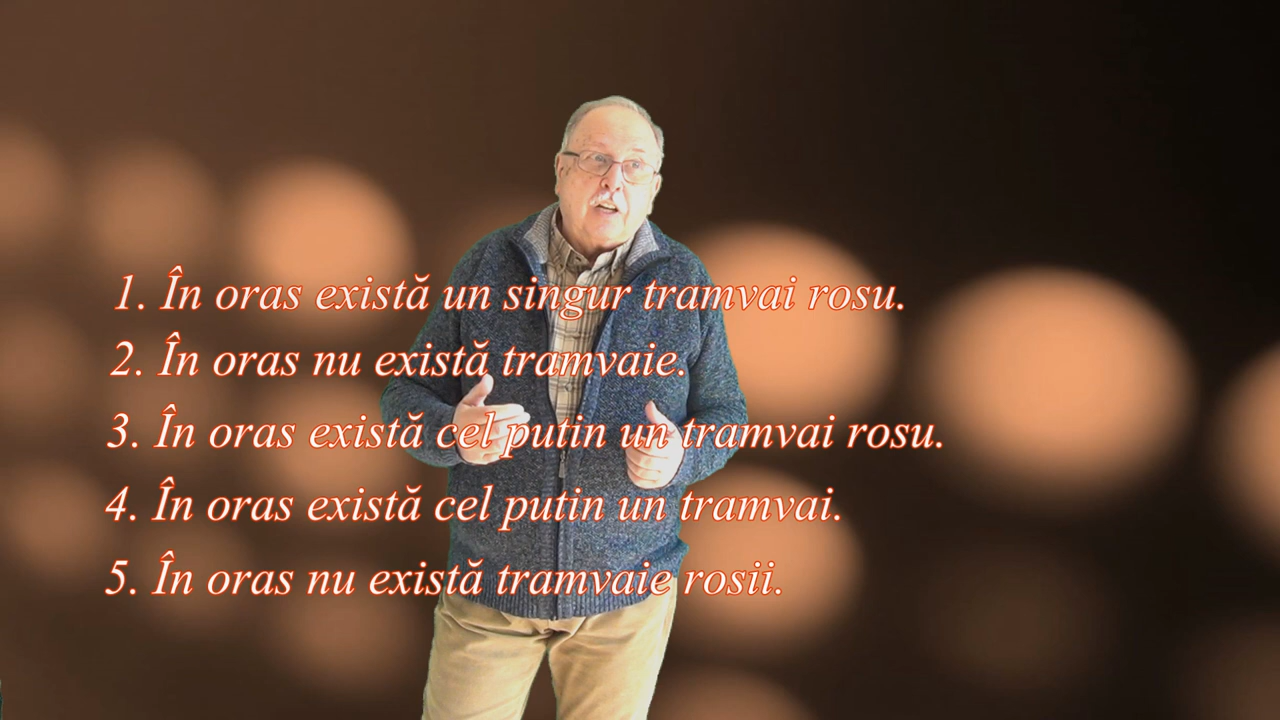 1. În oras există un singur tramvai rosu.
2. În oras nu există tramvaie.
3. În oras există cel putin un tramvai rosu.
4. În oras există cel putin un tramvai.
5. În oras nu există tramvaie rosii.